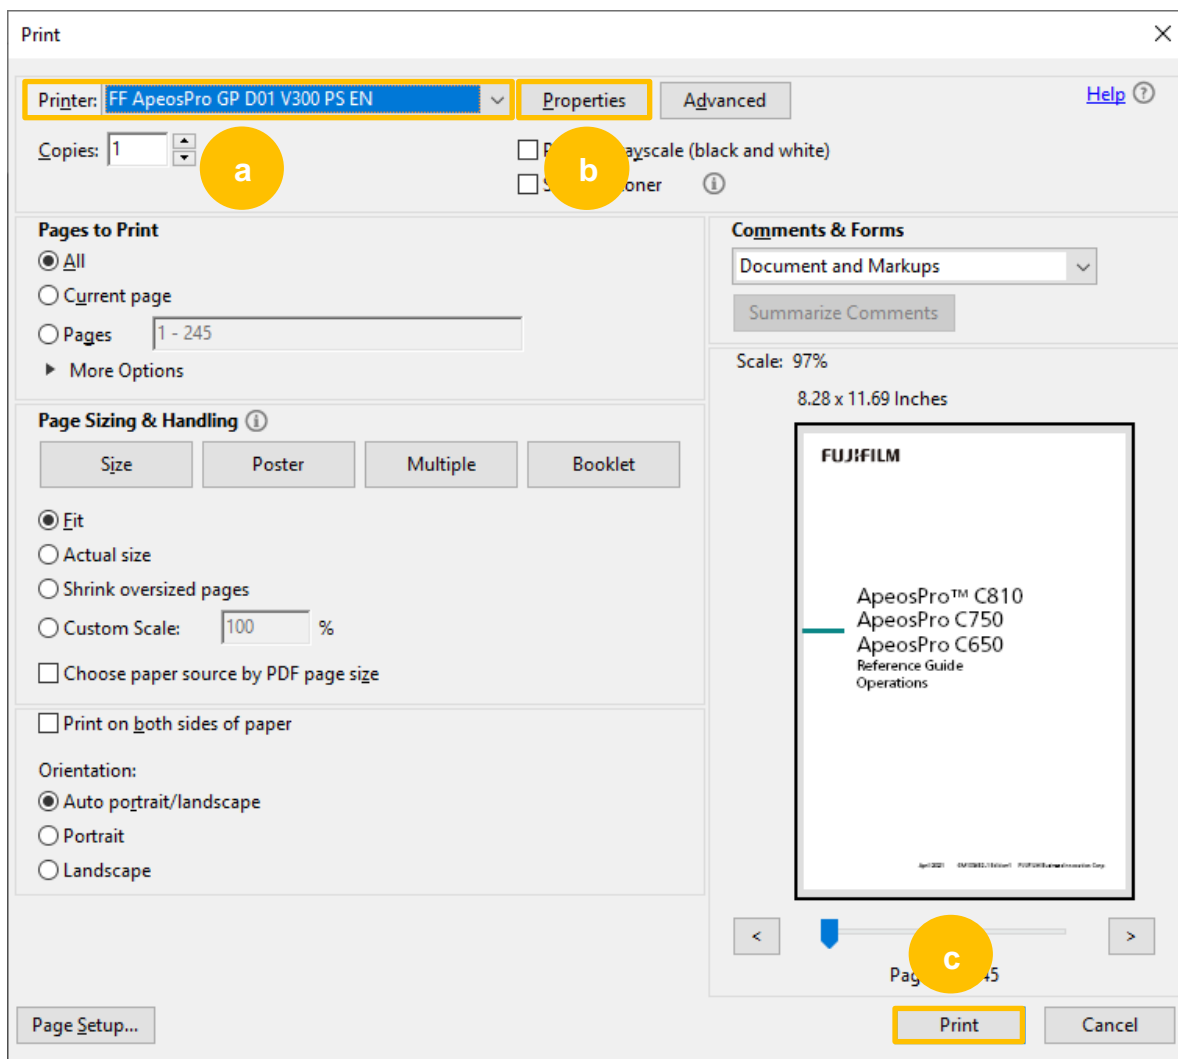 Print
Printer: FF ApeosPro GP D01 V300 PS EN
Properties
Advanced
Help
Copies: 1
ayscale (black and white)
a
b
oner
Pages to Print
All
Current page
Pages 1 - 245
More Options
Comments & Forms
Document and Markups
Summarize Comments
Scale: 97%
8.28 x 11.69 Inches
Page Sizing & Handling
Size
Poster
Multiple
Booklet
Fit
Actual size
Shrink oversized pages
Custom Scale: 100 %
Choose paper source by PDF page size
Print on both sides of paper
Orientation:
Auto portrait/landscape
Portrait
Landscape
FUJIFILM
ApeosPro™ C810
ApeosPro C750
ApeosPro C650
Reference Guide
Operations
April 2021
<
>
c
Page Setup...
Print
Cancel